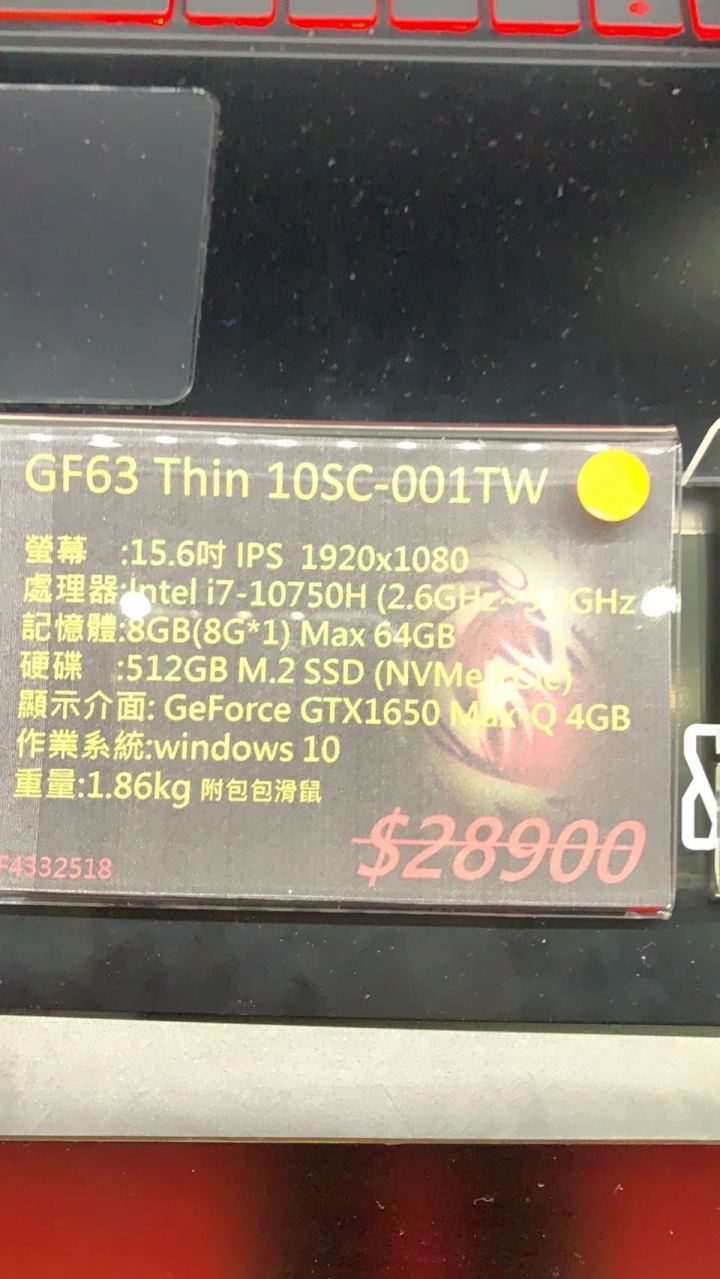 GF63 Thin 10SC-001TW
螢幕 :15.6吋 IPS 1920x1080
處理器:Intel i7-10750H (2.6GHz~5.0GHz
記憶體:8GB(8G*1) Max 64GB
硬碟 :512GB M.2 SSD (NVMe PCIe)
顯示介面: GeForce GTX1650 Max-Q 4GB
作業系統:windows 10
重量:1.86kg 附包包滑鼠
$28900
F4332518
&